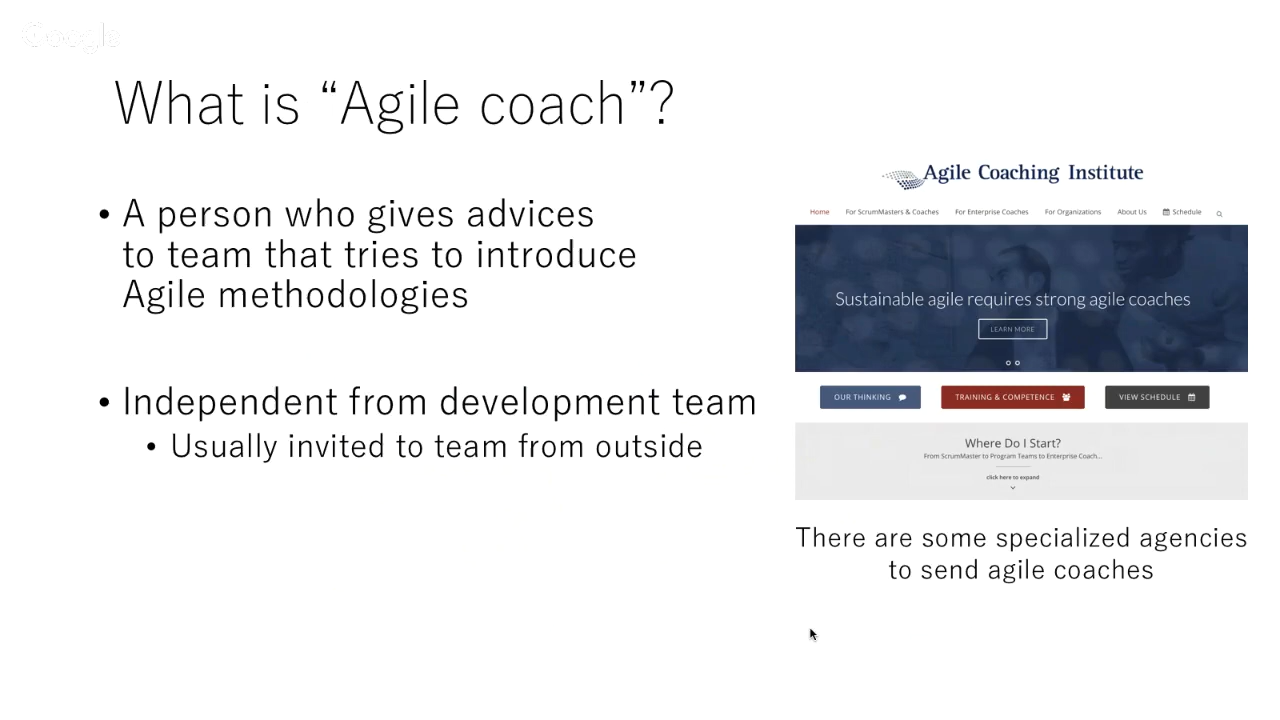 Google
What is “Agile coach”?
• A person who gives advices
to team that tries to introduce
Agile methodologies
• Independent from development team
• Usually invited to team from outside
Agile Coaching Institute
Home For ScrumMasters & Coaches For Enterprise Coaches For Organizations About Us Schedule
Sustainable agile requires strong agile coaches
LEARN MORE
OUR THINKING TRAINING & COMPETENCE VIEW SCHEDULE
Where Do I Start?
From ScrumMaster to Program Teams to Enterprise Coach...
click here to expand
There are some specialized agencies
to send agile coaches